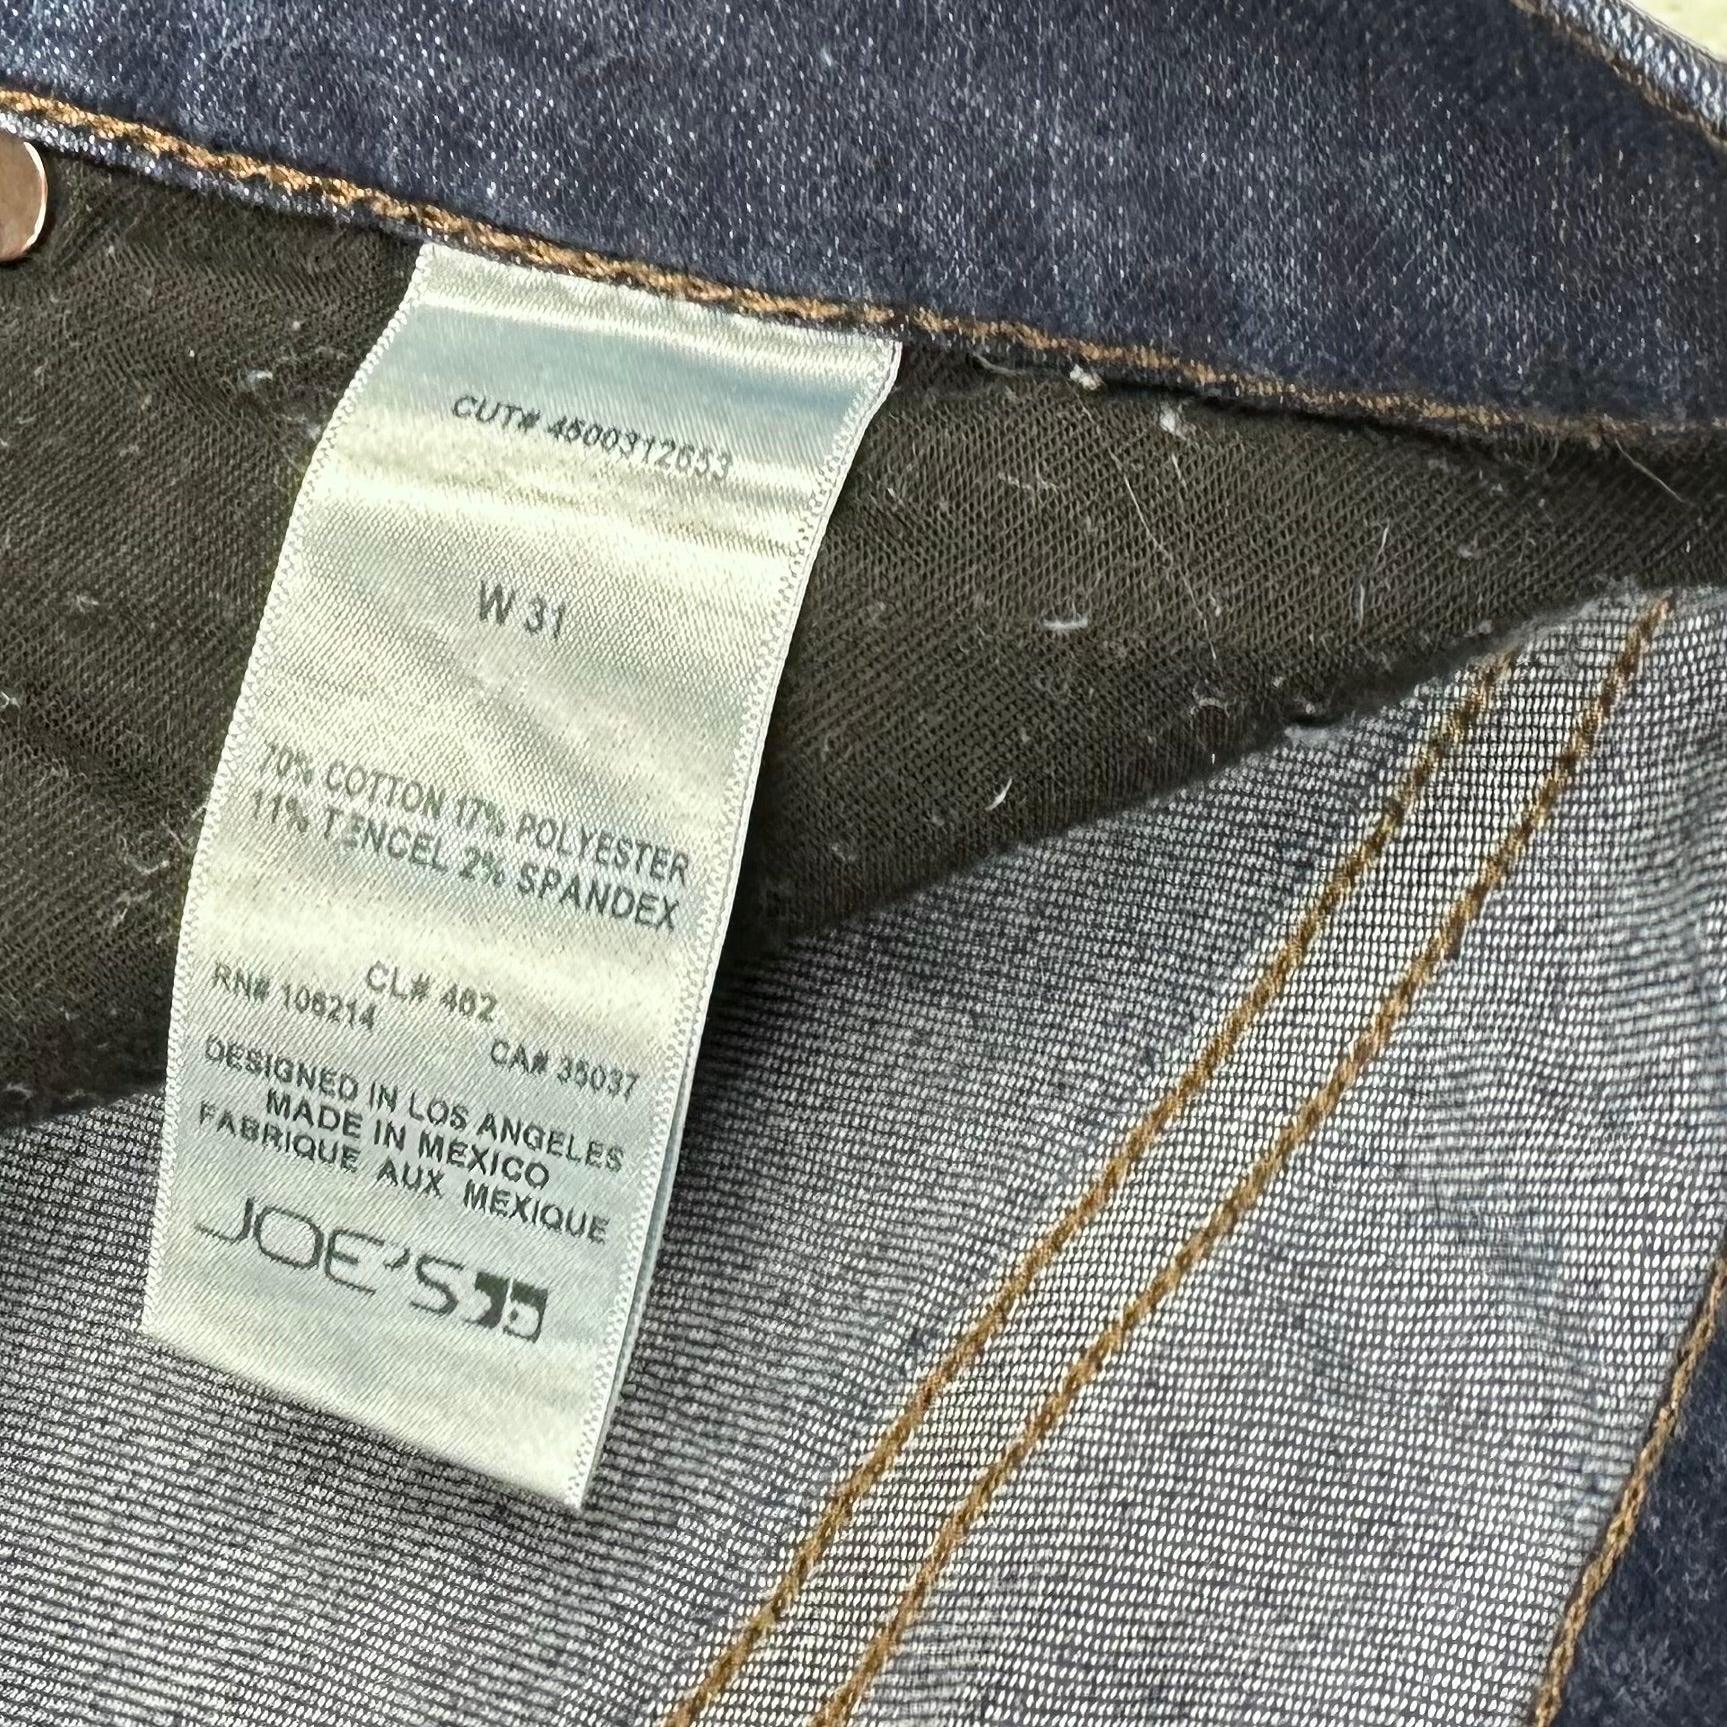 CUT# 4500312653
W 31
70% COTTON 17% POLYESTER
11% TENCEL 2% SPANDEX
CL# 462
RN# 106214
CA# 35037
DESIGNED IN LOS ANGELES
MADE IN MEXICO
FABRIQUE AUX MEXIQUE
JOE'S